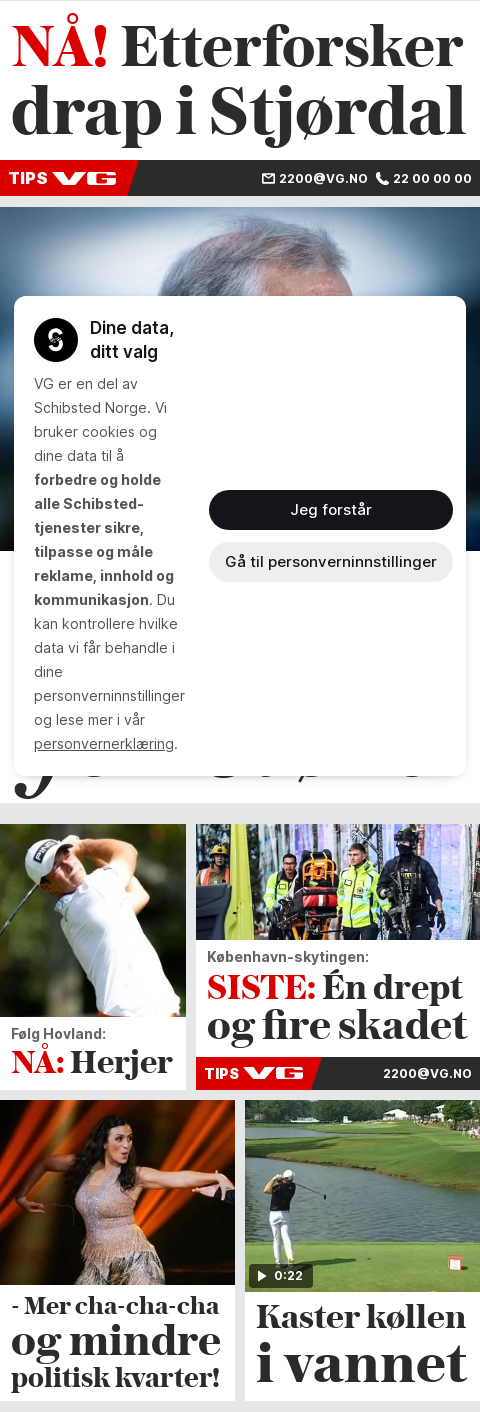 NÅ! Etterforsker
drap i Stjørdal
TIPS VG
2200@VG.NO 22 00 00 00
Dine data,
ditt valg
VG er en del av
Schibsted Norge. Vi
bruker cookies og
dine data til å
forbedre og holde
alle Schibsted-
tjenester sikre,
tilpasse og måle
reklame, innhold og
kommunikasjon. Du
kan kontrollere hvilke
data vi får behandle i
dine
personverninnstillinger
og lese mer i vår
personvernerklæring.
Jeg forstår
Gå til personverninnstillinger
PING
Følg Hovland:
NÅ: Herjer
København-skytingen:
SISTE: Én drept
og fire skadet
TIPS VG
2200@VG.NO
- Mer cha-cha-cha
og mindre
politisk kvarter!
0:22
Kaster køllen
i vannet